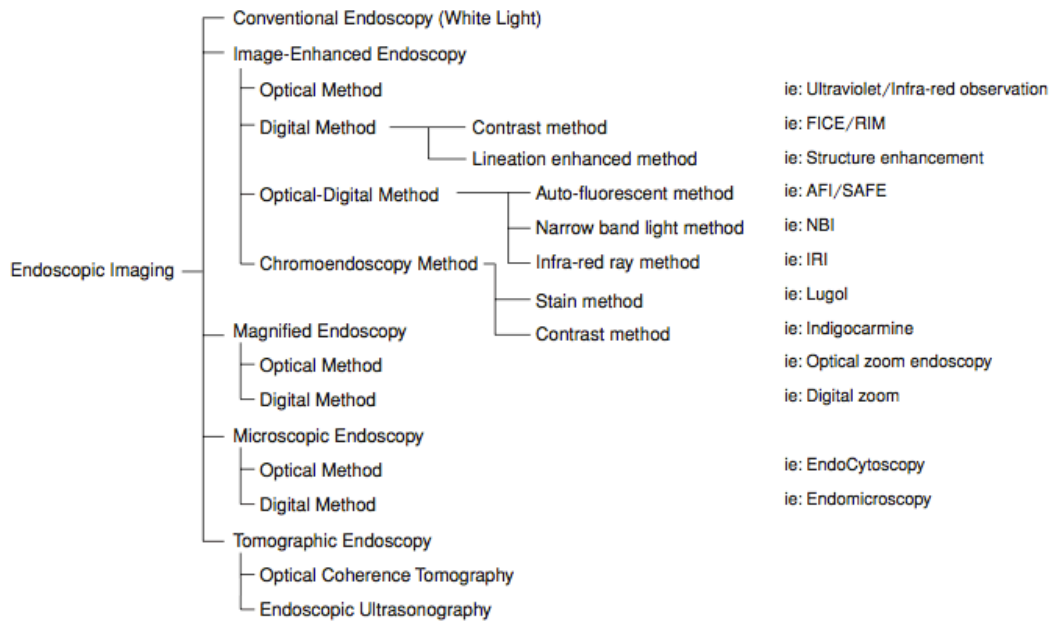 Conventional Endoscopy (White Light)
Image-Enhanced Endoscopy
Optical Method ie: Ultraviolet/Infra-red observation
Digital Method Contrast method ie: FICE/RIM
Lineation enhanced method ie: Structure enhancement
Optical-Digital Method Auto-fluorescent method ie: AFI/SAFE
Narrow band light method ie: NBI
Endoscopic Imaging Chromoendoscopy Method Infra-red ray method ie: IRI
Stain method ie: Lugol
Magnified Endoscopy Contrast method ie: Indigocarmine
Optical Method ie: Optical zoom endoscopy
Digital Method ie: Digital zoom
Microscopic Endoscopy
Optical Method ie: EndoCytoscopy
Digital Method ie: Endomicroscopy
Tomographic Endoscopy
Optical Coherence Tomography
Endoscopic Ultrasonography